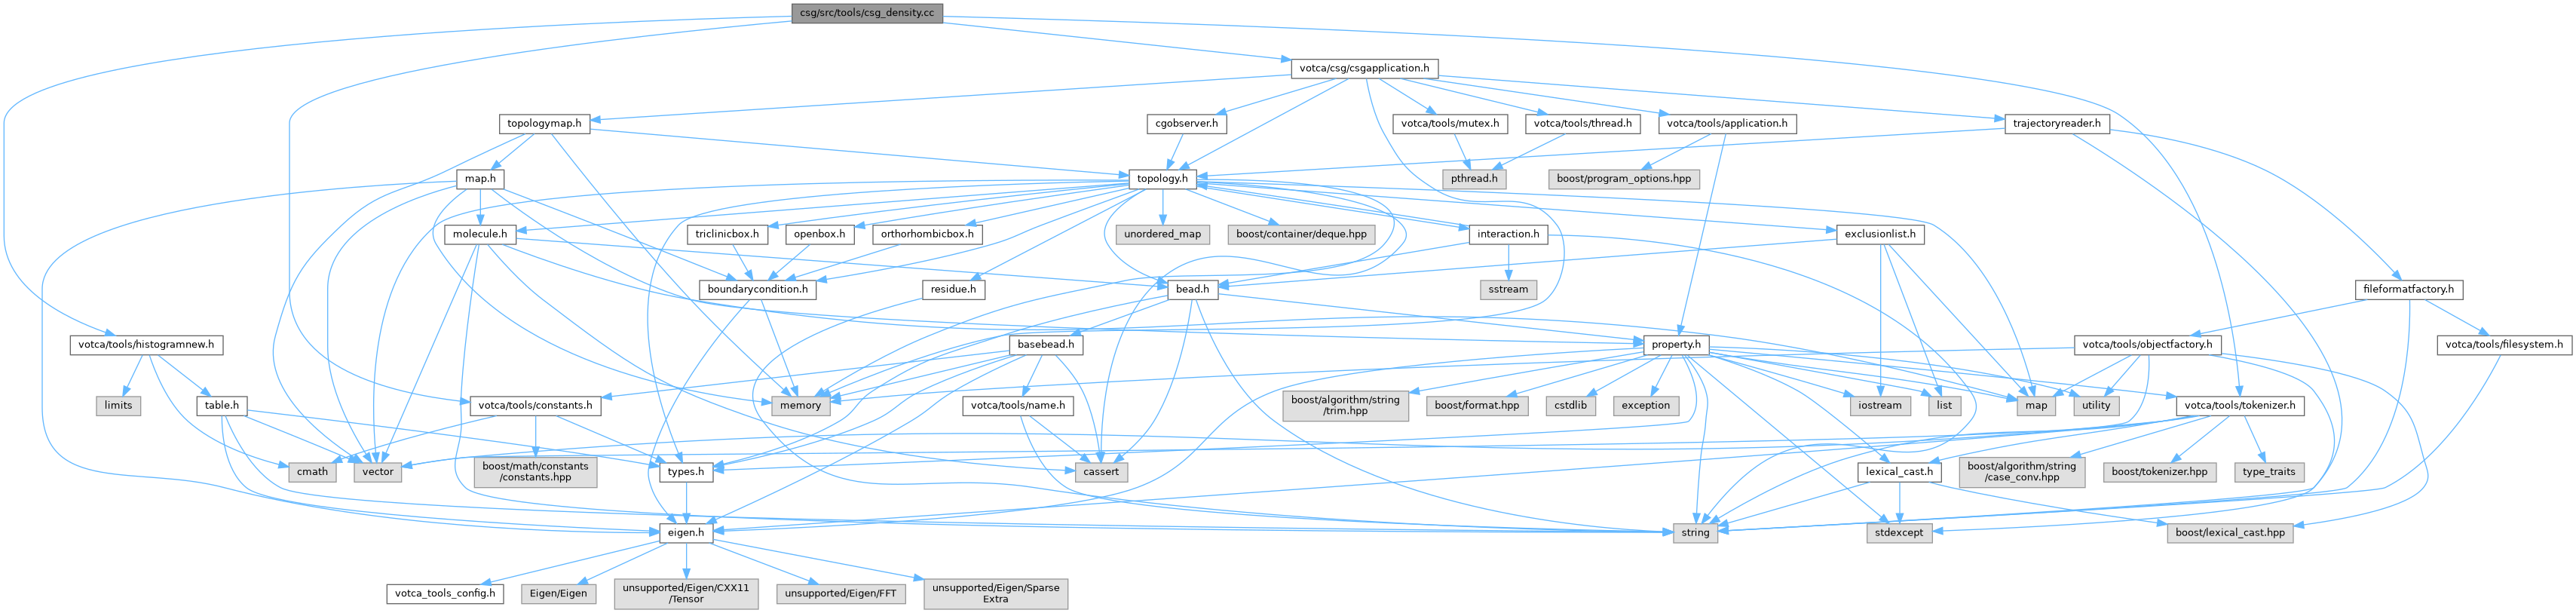 csg/src/tools/csg_density.cc
votca/csg/csgapplication.h
topologymap.h
cgobserver.h
votca/tools/mutex.h
votca/tools/thread.h
votca/tools/application.h
trajectoryreader.h
map.h
topology.h
pthread.h
boost/program_options.hpp
molecule.h
triclinicbox.h
openbox.h
orthorhombicbox.h
unordered_map
boost/container/deque.hpp
interaction.h
exclusionlist.h
boundarycondition.h
residue.h
bead.h
sstream
fileformatfactory.h
votca/tools/histogramnew.h
basebead.h
property.h
votca/tools/objectfactory.h
votca/tools/filesystem.h
limits
table.h
votca/tools/constants.h
memory
votca/tools/name.h
boost/algorithm/string
/trim.hpp
boost/format.hpp
cstdlib
exception
iostream
list
map
utility
votca/tools/tokenizer.h
cmath
vector
boost/math/constants
/constants.hpp
types.h
cassert
lexical_cast.h
boost/algorithm/string
/case_conv.hpp
boost/tokenizer.hpp
type_traits
eigen.h
string
stdexcept
boost/lexical_cast.hpp
votca_tools_config.h
Eigen/Eigen
unsupported/Eigen/CXX11
/Tensor
unsupported/Eigen/FFT
unsupported/Eigen/Sparse
Extra